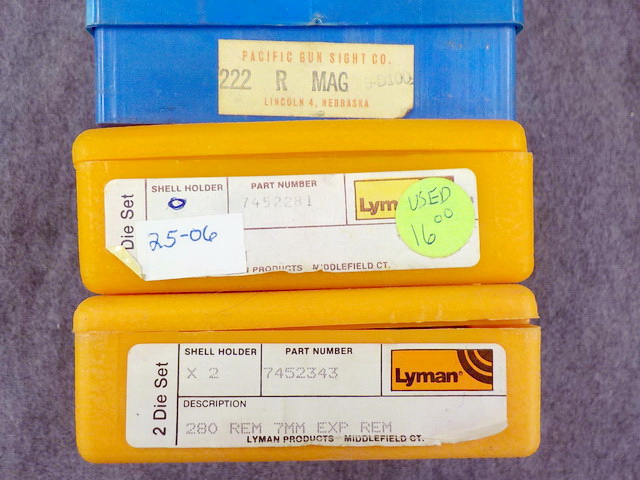 PACIFIC GUN SIGHT CO.
222 R MAG
LINCOLN 4, NEBRASKA
Die Set
SHELL HOLDER
PART NUMBER
7452281
Lym
USED
16.00
25-06
PRODUCTS MIDDLEFIELD CT.
2 Die Set
SHELL HOLDER
PART NUMBER
X 2
7452343
Lyman®
DESCRIPTION
280 REM 7MM EXP REM
LYMAN PRODUCTS MIDDLEFIELD CT.